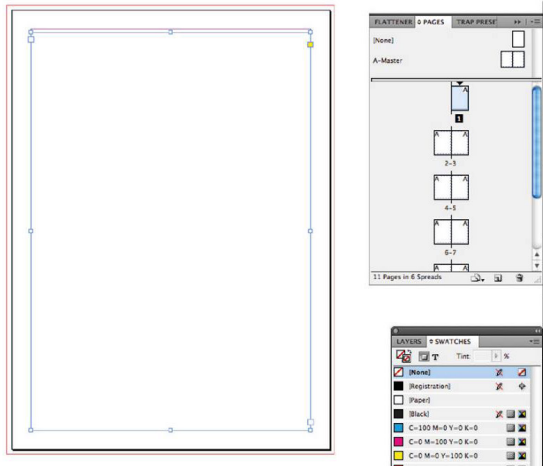 FLATTENER PAGES TRAP PRESE
[None]
A-Master
A
1
A A
2-3
A A
4-5
A A
6-7
A A
11 Pages in 6 Spreads
LAYERS SWATCHES
T Tint: %
[None]
[Registration]
[Paper]
[Black]
C=100 M=0 Y=0 K=0
C=0 M=100 Y=0 K=0
C=0 M=0 Y=100 K=0